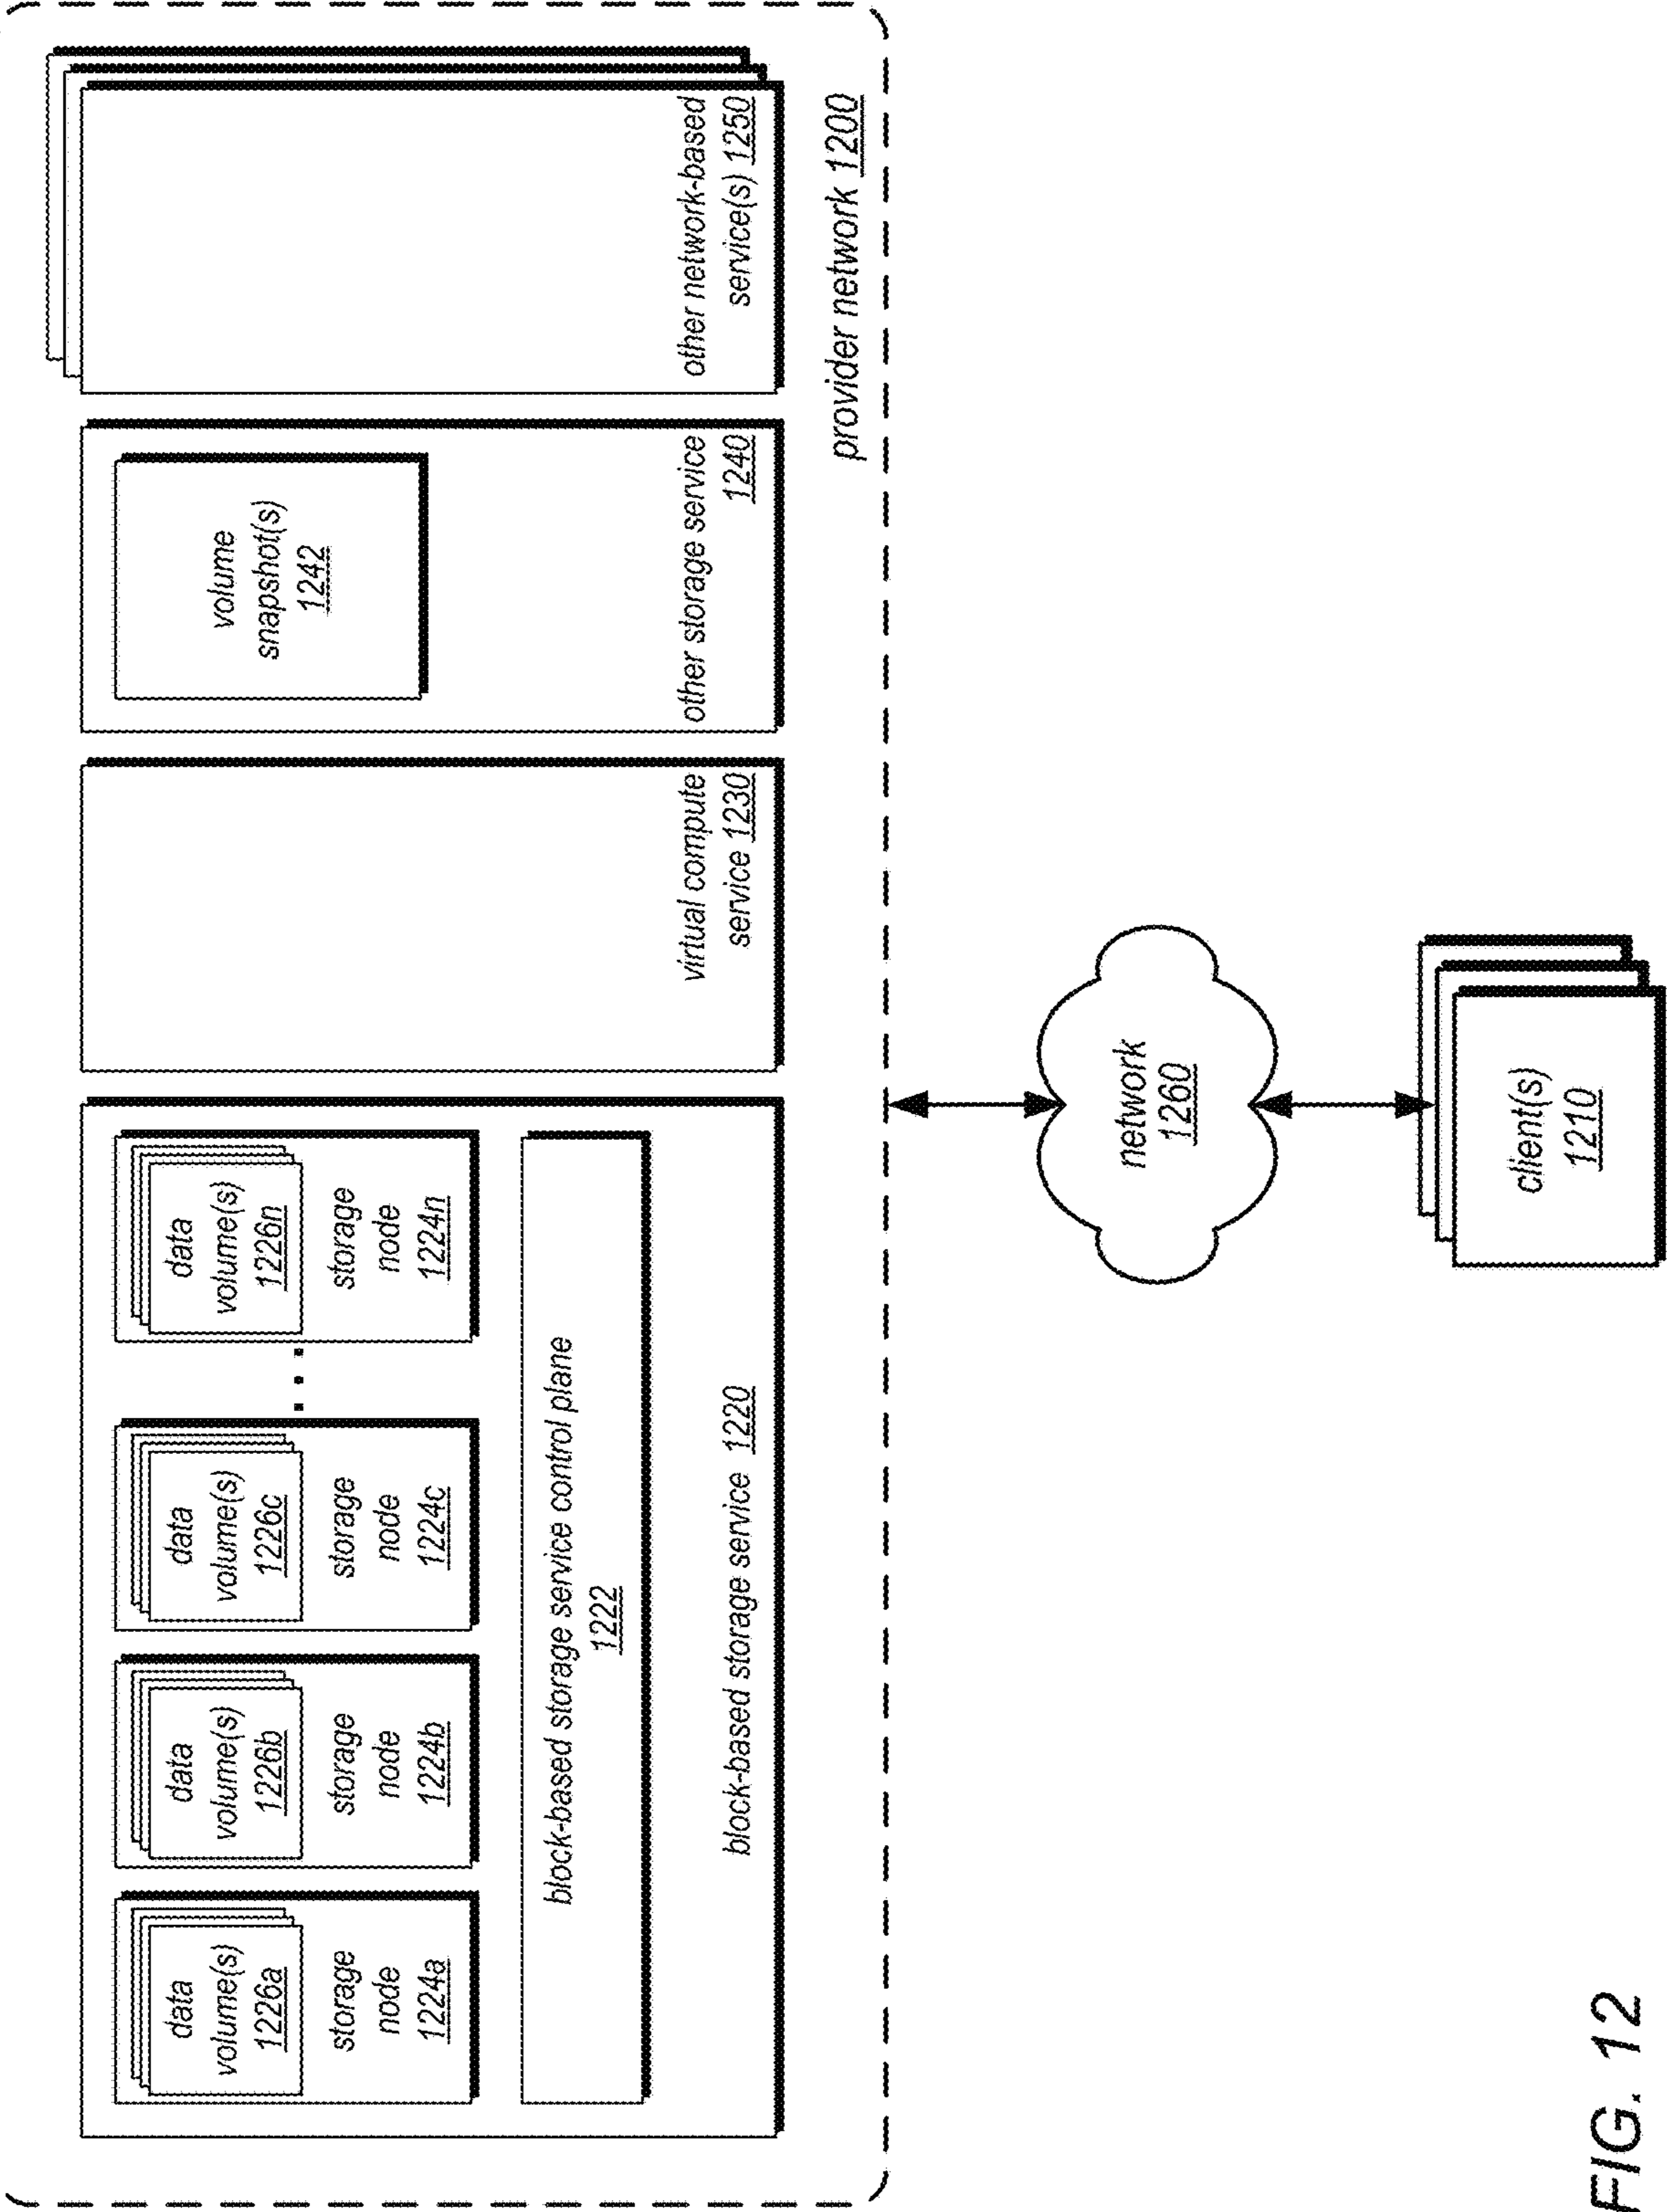 data
volume(s)
1226a
storage
node
1224a
data
volume(s)
1226b
storage
node
1224b
data
volume(s)
1226c
storage
node
1224c
. . .
data
volume(s)
1226n
storage
node
1224n
block-based storage service control plane
1222
block-based storage service 1220
virtual compute
service 1230
volume
snapshot(s)
1242
other storage service
1240
other network-based
service(s) 1250
provider network 1200
network
1260
client(s)
1210
FIG. 12